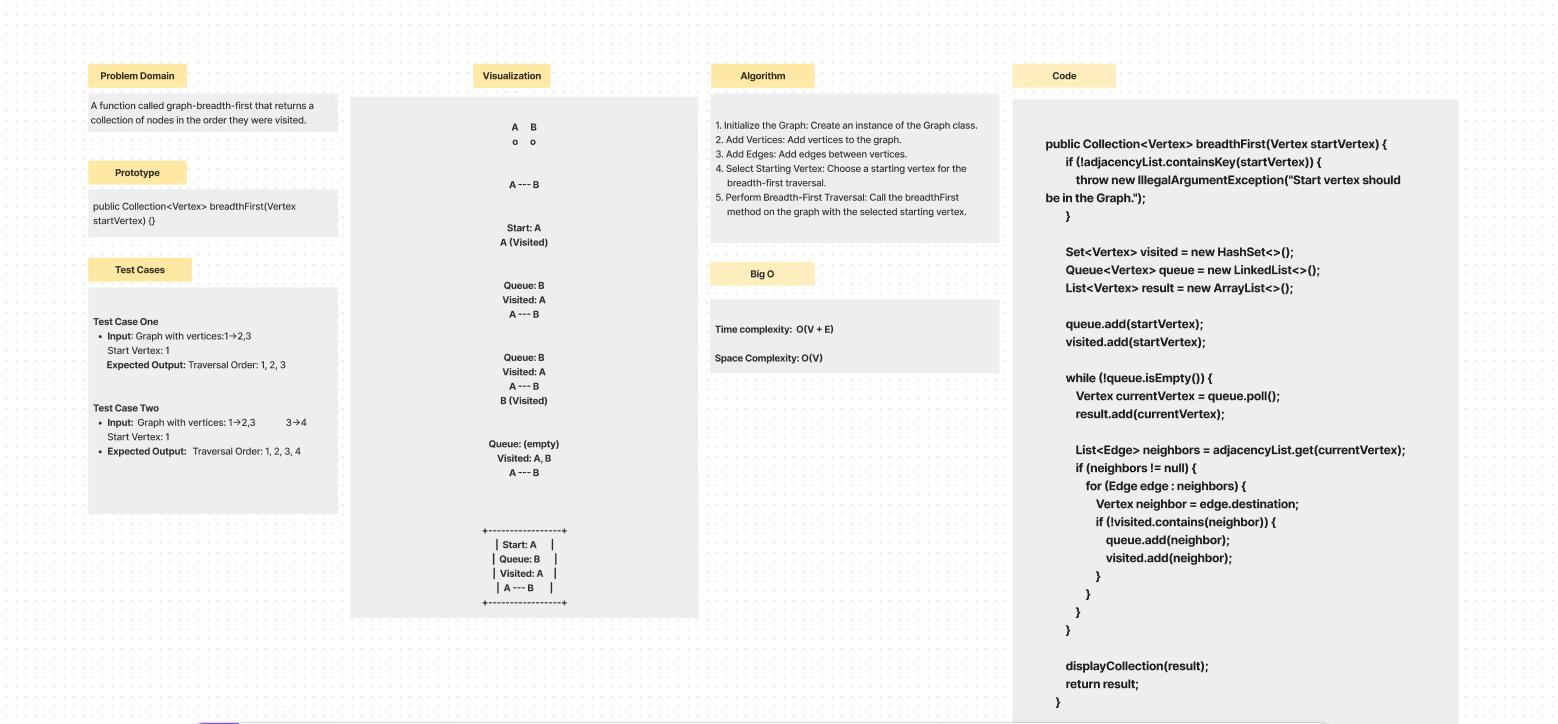 Problem Domain
A function called graph-breadth-first that returns a
collection of nodes in the order they were visited.
Prototype
public Collection<Vertex> breadthFirst(Vertex
startVertex) {}
Test Cases
Test Case One
• Input: Graph with vertices:1→2,3
Start Vertex: 1
Expected Output: Traversal Order: 1, 2, 3
Test Case Two
• Input: Graph with vertices: 1→2,3 3→4
Start Vertex: 1
• Expected Output: Traversal Order: 1, 2, 3, 4
Visualization
A B
o o
A --- B
Start: A
A (Visited)
Queue: B
Visited: A
A --- B
Queue: B
Visited: A
A --- B
B (Visited)
Queue: (empty)
Visited: A, B
A --- B
+-----------------+
| Start: A |
| Queue: B |
| Visited: A |
| A --- B |
+-----------------+
Algorithm
1. Initialize the Graph: Create an instance of the Graph class.
2. Add Vertices: Add vertices to the graph.
3. Add Edges: Add edges between vertices.
4. Select Starting Vertex: Choose a starting vertex for the
breadth-first traversal.
5. Perform Breadth-First Traversal: Call the breadthFirst
method on the graph with the selected starting vertex.
Big O
Time complexity: O(V + E)
Space Complexity: O(V)
Code
public Collection<Vertex> breadthFirst(Vertex startVertex) {
if (!adjacencyList.containsKey(startVertex)) {
throw new IllegalArgumentException("Start vertex should
be in the Graph.");
}
Set<Vertex> visited = new HashSet<>();
Queue<Vertex> queue = new LinkedList<>();
List<Vertex> result = new ArrayList<>();
queue.add(startVertex);
visited.add(startVertex);
while (!queue.isEmpty()) {
Vertex currentVertex = queue.poll();
result.add(currentVertex);
List<Edge> neighbors = adjacencyList.get(currentVertex);
if (neighbors != null) {
for (Edge edge : neighbors) {
Vertex neighbor = edge.destination;
if (!visited.contains(neighbor)) {
queue.add(neighbor);
visited.add(neighbor);
}
}
}
}
displayCollection(result);
return result;
}